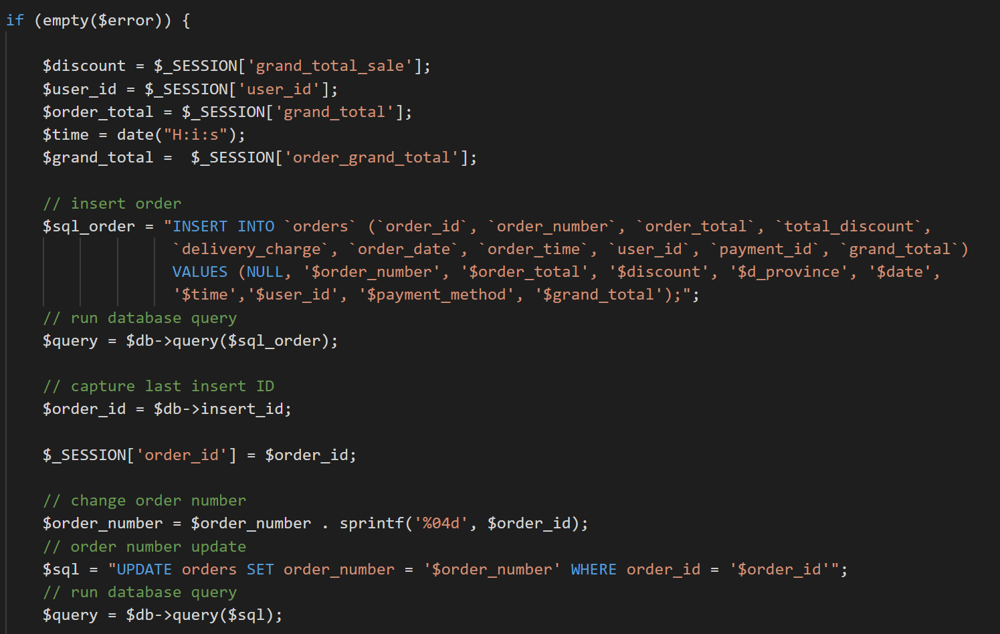 if (empty($error)) {
$discount = $_SESSION['grand_total_sale'];
$user_id = $_SESSION['user_id'];
$order_total = $_SESSION['grand_total'];
$time = date("H:i:s");
$grand_total =  $_SESSION['order_grand_total'];
// insert order
$sql_order = "INSERT INTO `orders` (`order_id`, `order_number`, `order_total`, `total_discount`,
`delivery_charge`, `order_date`, `order_time`, `user_id`, `payment_id`, `grand_total`)
VALUES (NULL, '$order_number', '$order_total', '$discount', '$d_province', '$date',
'$time','$user_id', '$payment_method', '$grand_total');";
// run database query
$query = $db->query($sql_order);
// capture last insert ID
$order_id = $db->insert_id;
$_SESSION['order_id'] = $order_id;
// change order number
$order_number = $order_number . sprintf('%04d', $order_id);
// order number update
$sql = "UPDATE orders SET order_number = '$order_number' WHERE order_id = '$order_id'";
// run database query
$query = $db->query($sql);